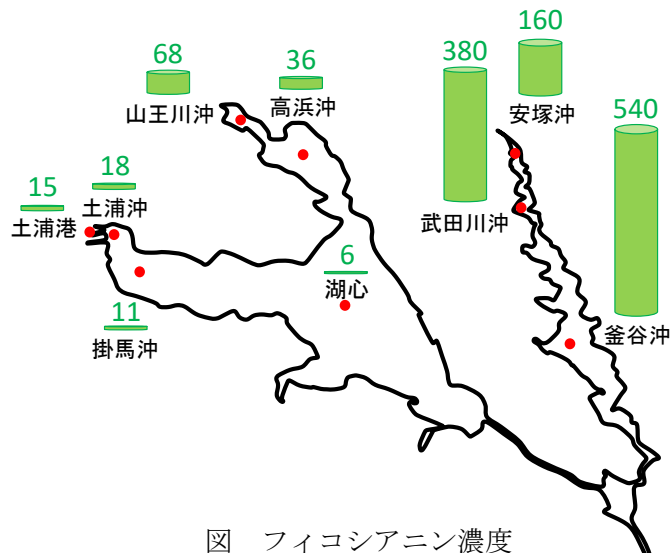 68
山王川沖
36
高浜沖
380
武田川沖
160
安塚沖
540
釜谷沖
15
土浦港
18
土浦沖
11
掛馬沖
6
湖心
図 フィコシアニン濃度